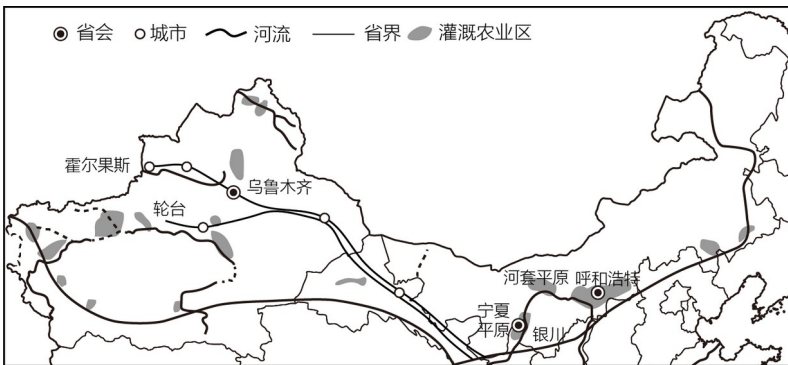 省会 城市 河流 省界 灌溉农业区
霍尔果斯
乌鲁木齐
轮台
河套平原 呼和浩特
宁夏
平原
银川